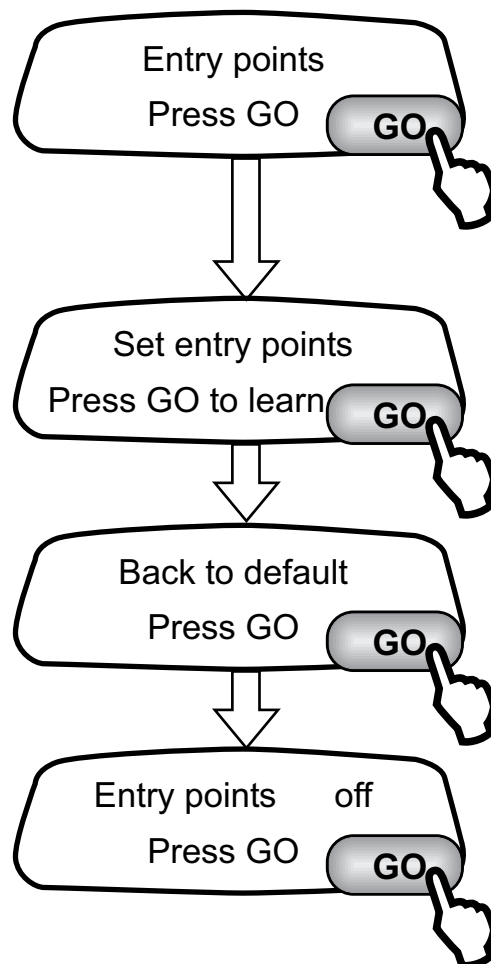 Entry points
Press GO GO
Set entry points
Press GO to learn GO
Back to default
Press GO GO
Entry points off
Press GO GO